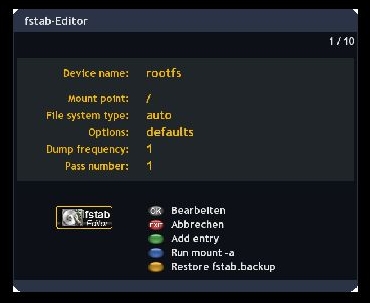 fstab-Editor
1 / 10
Device name: rootfs
Mount point: /
File system type: auto
Options: defaults
Dump frequency: 1
Pass number: 1
fstab
Editor
OK Bearbeiten
EXIT Abbrechen
Add entry
Run mount -a
Restore fstab.backup